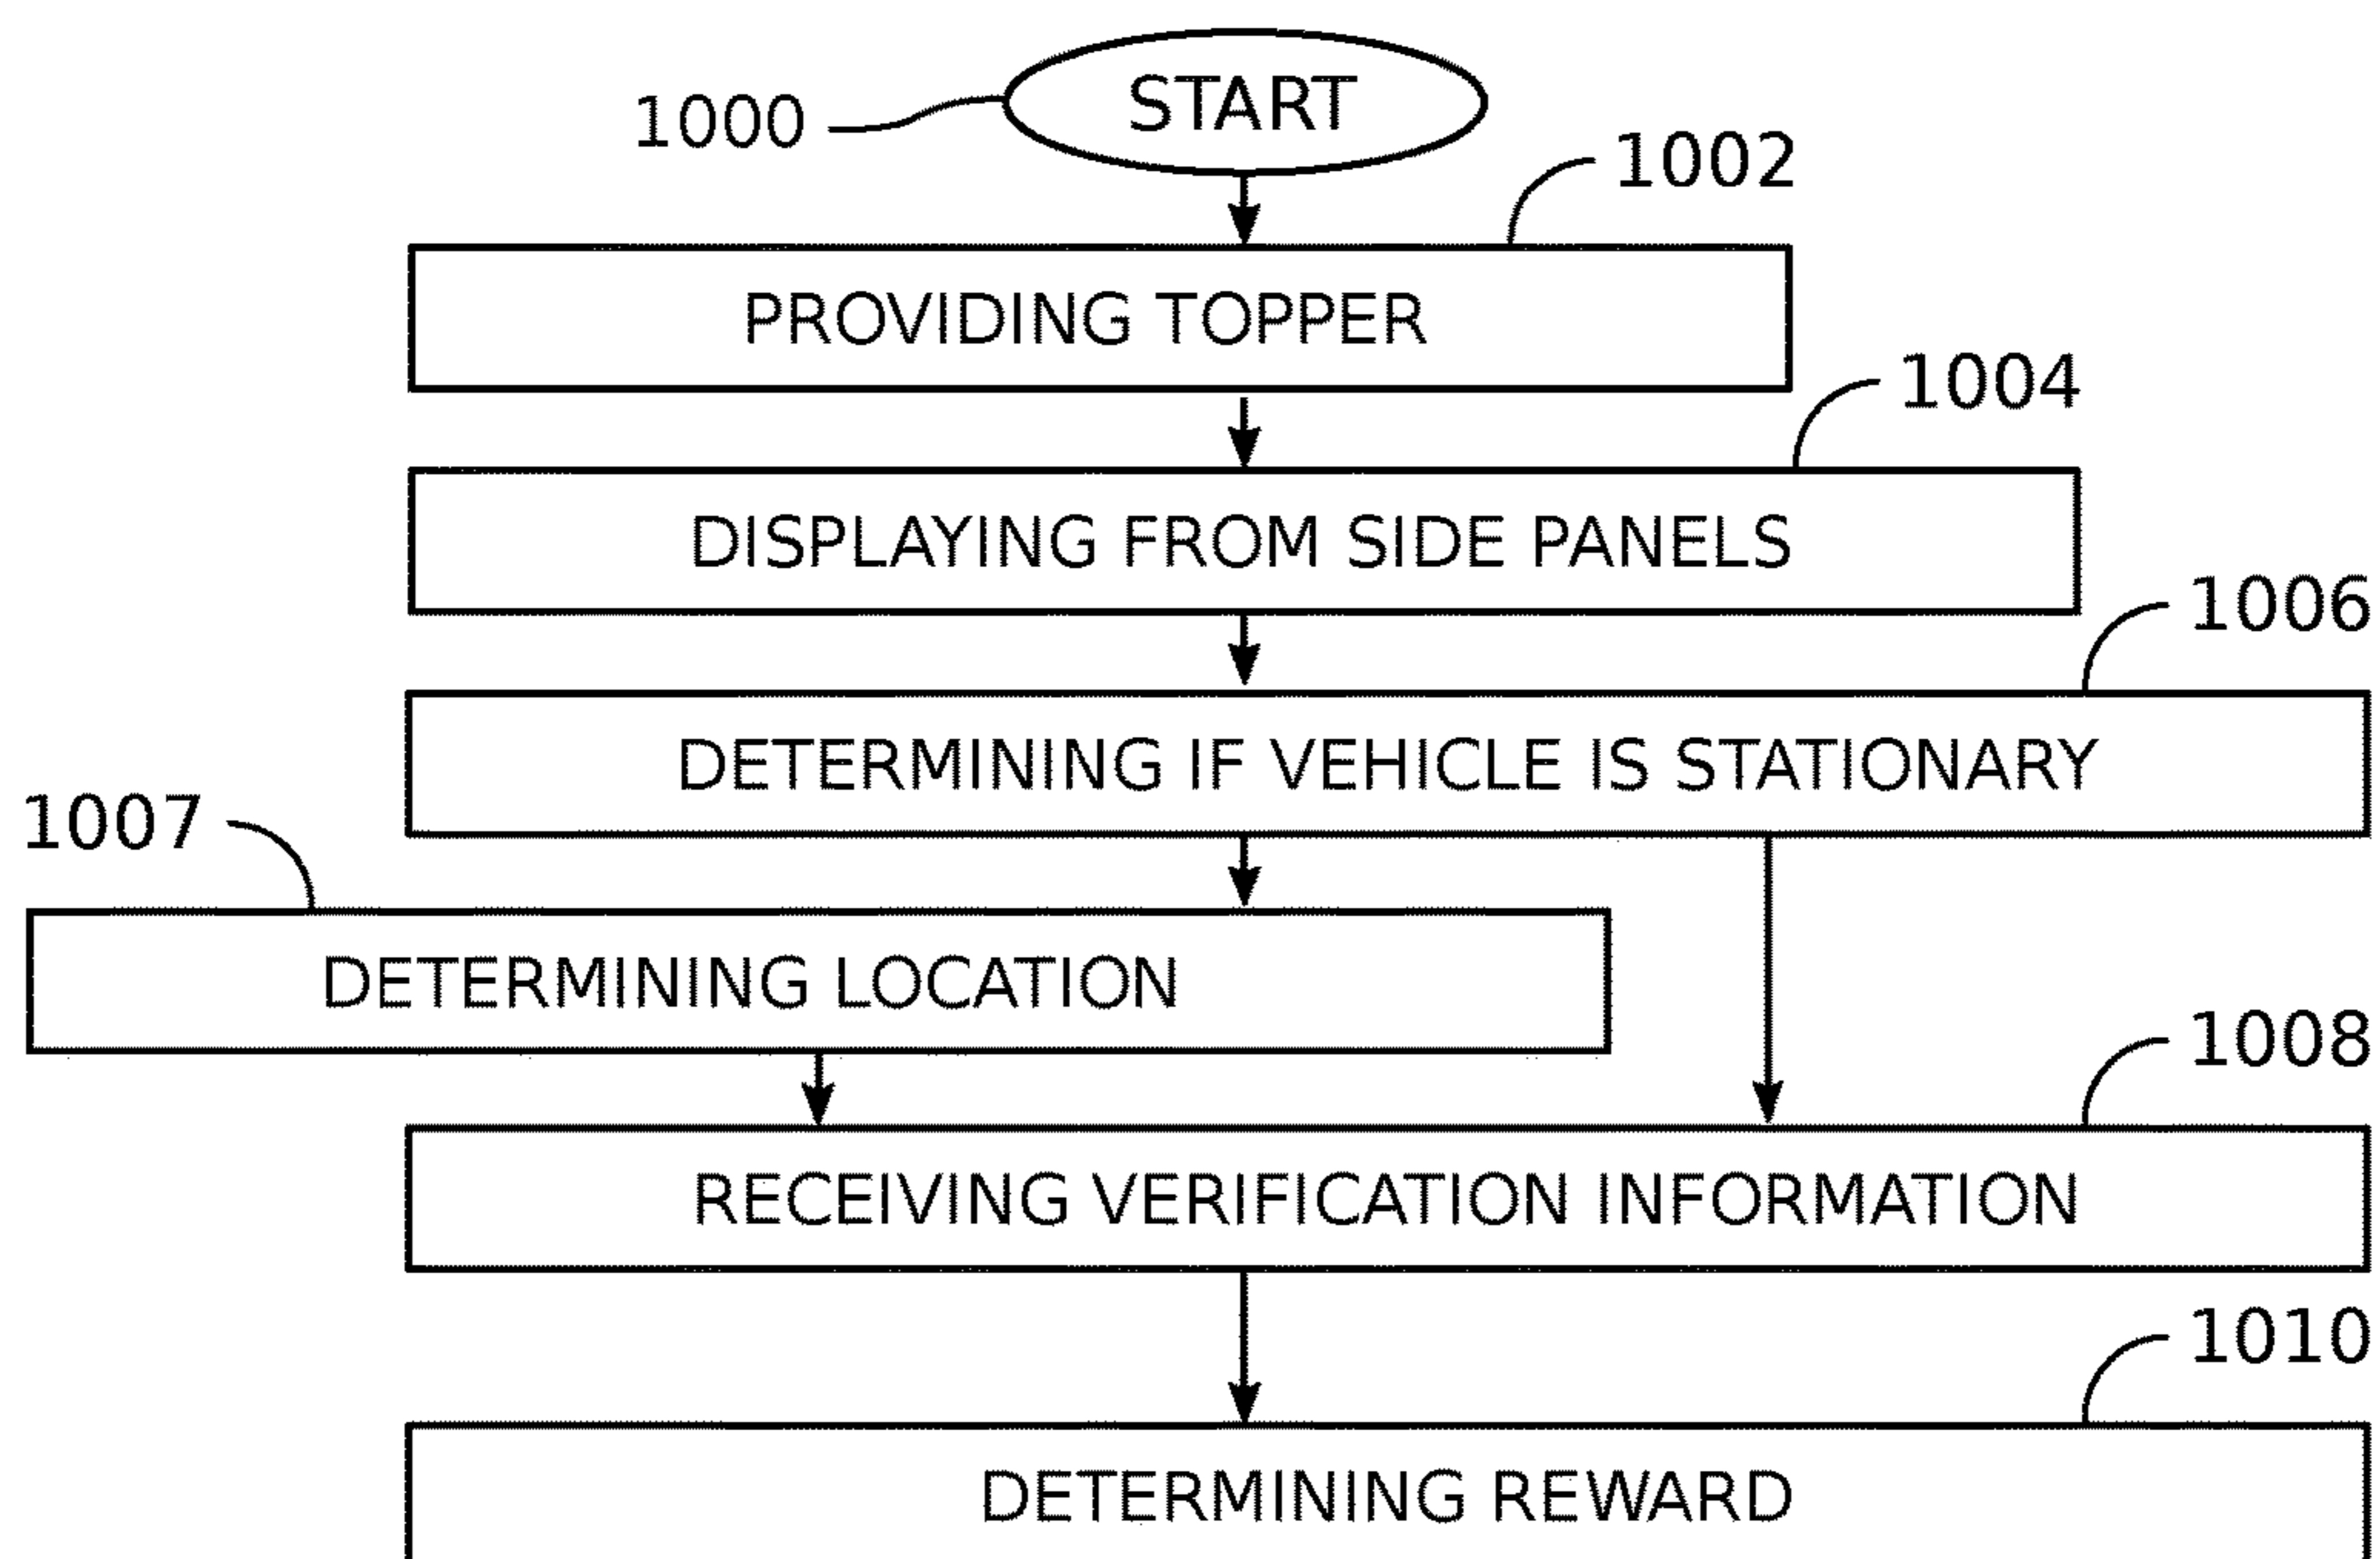 START
1000
1002
PROVIDING TOPPER
1004
DISPLAYING FROM SIDE PANELS
1006
DETERMINING IF VEHICLE IS STATIONARY
1007
DETERMINING LOCATION
1008
RECEIVING VERIFICATION INFORMATION
1010
DETERMINING REWARD